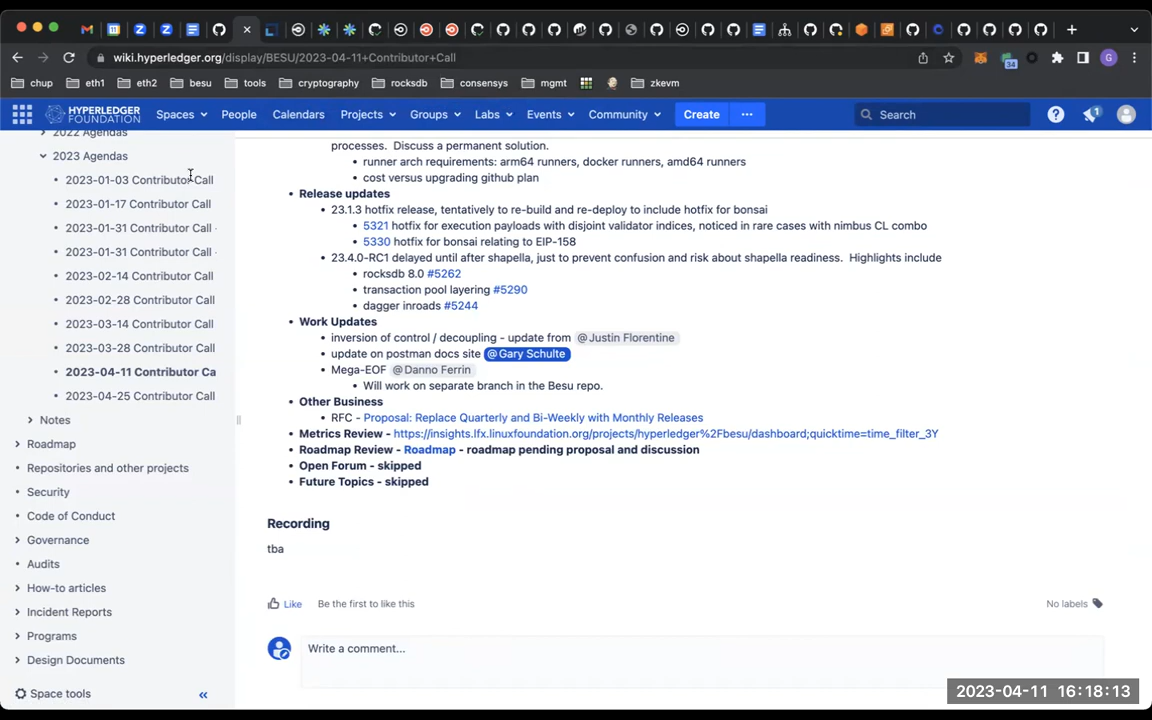 wiki.hyperledger.org/display/BESU/2023-04-11+Contributor+Call
34
G
chup
eth1
eth2
besu
tools
cryptography
rocksdb
consensys
mgmt
zkevm
HYPERLEDGER
FOUNDATION
Spaces
People
Calendars
Projects
Groups
Labs
Events
Community
Create
Search
1
2022 Agendas
2023 Agendas
2023-01-03 Contributor Call
2023-01-17 Contributor Call
2023-01-31 Contributor Call -
2023-01-31 Contributor Call -
2023-02-14 Contributor Call
2023-02-28 Contributor Call
2023-03-14 Contributor Call
2023-03-28 Contributor Call
2023-04-11 Contributor Ca
2023-04-25 Contributor Call
Notes
Roadmap
Repositories and other projects
Security
Code of Conduct
Governance
Audits
How-to articles
Incident Reports
Programs
Design Documents
Space tools
processes. Discuss a permanent solution.
runner arch requirements: arm64 runners, docker runners, amd64 runners
cost versus upgrading github plan
Release updates
23.1.3 hotfix release, tentatively to re-build and re-deploy to include hotfix for bonsai
5321 hotfix for execution payloads with disjoint validator indices, noticed in rare cases with nimbus CL combo
5330 hotfix for bonsai relating to EIP-158
23.4.0-RC1 delayed until after shapella, just to prevent confusion and risk about shapella readiness. Highlights include
rocksdb 8.0 #5262
transaction pool layering #5290
dagger inroads #5244
Work Updates
inversion of control / decoupling - update from @Justin Florentine
update on postman docs site @Gary Schulte
Mega-EOF @Danno Ferrin
Will work on separate branch in the Besu repo.
Other Business
RFC - Proposal: Replace Quarterly and Bi-Weekly with Monthly Releases
Metrics Review - https://insights.lfx.linuxfoundation.org/projects/hyperledger%2Fbesu/dashboard;quicktime=time_filter_3Y
Roadmap Review - Roadmap - roadmap pending proposal and discussion
Open Forum - skipped
Future Topics - skipped
Recording
tba
Like
Be the first to like this
No labels
Write a comment...
2023-04-11 16:18:13